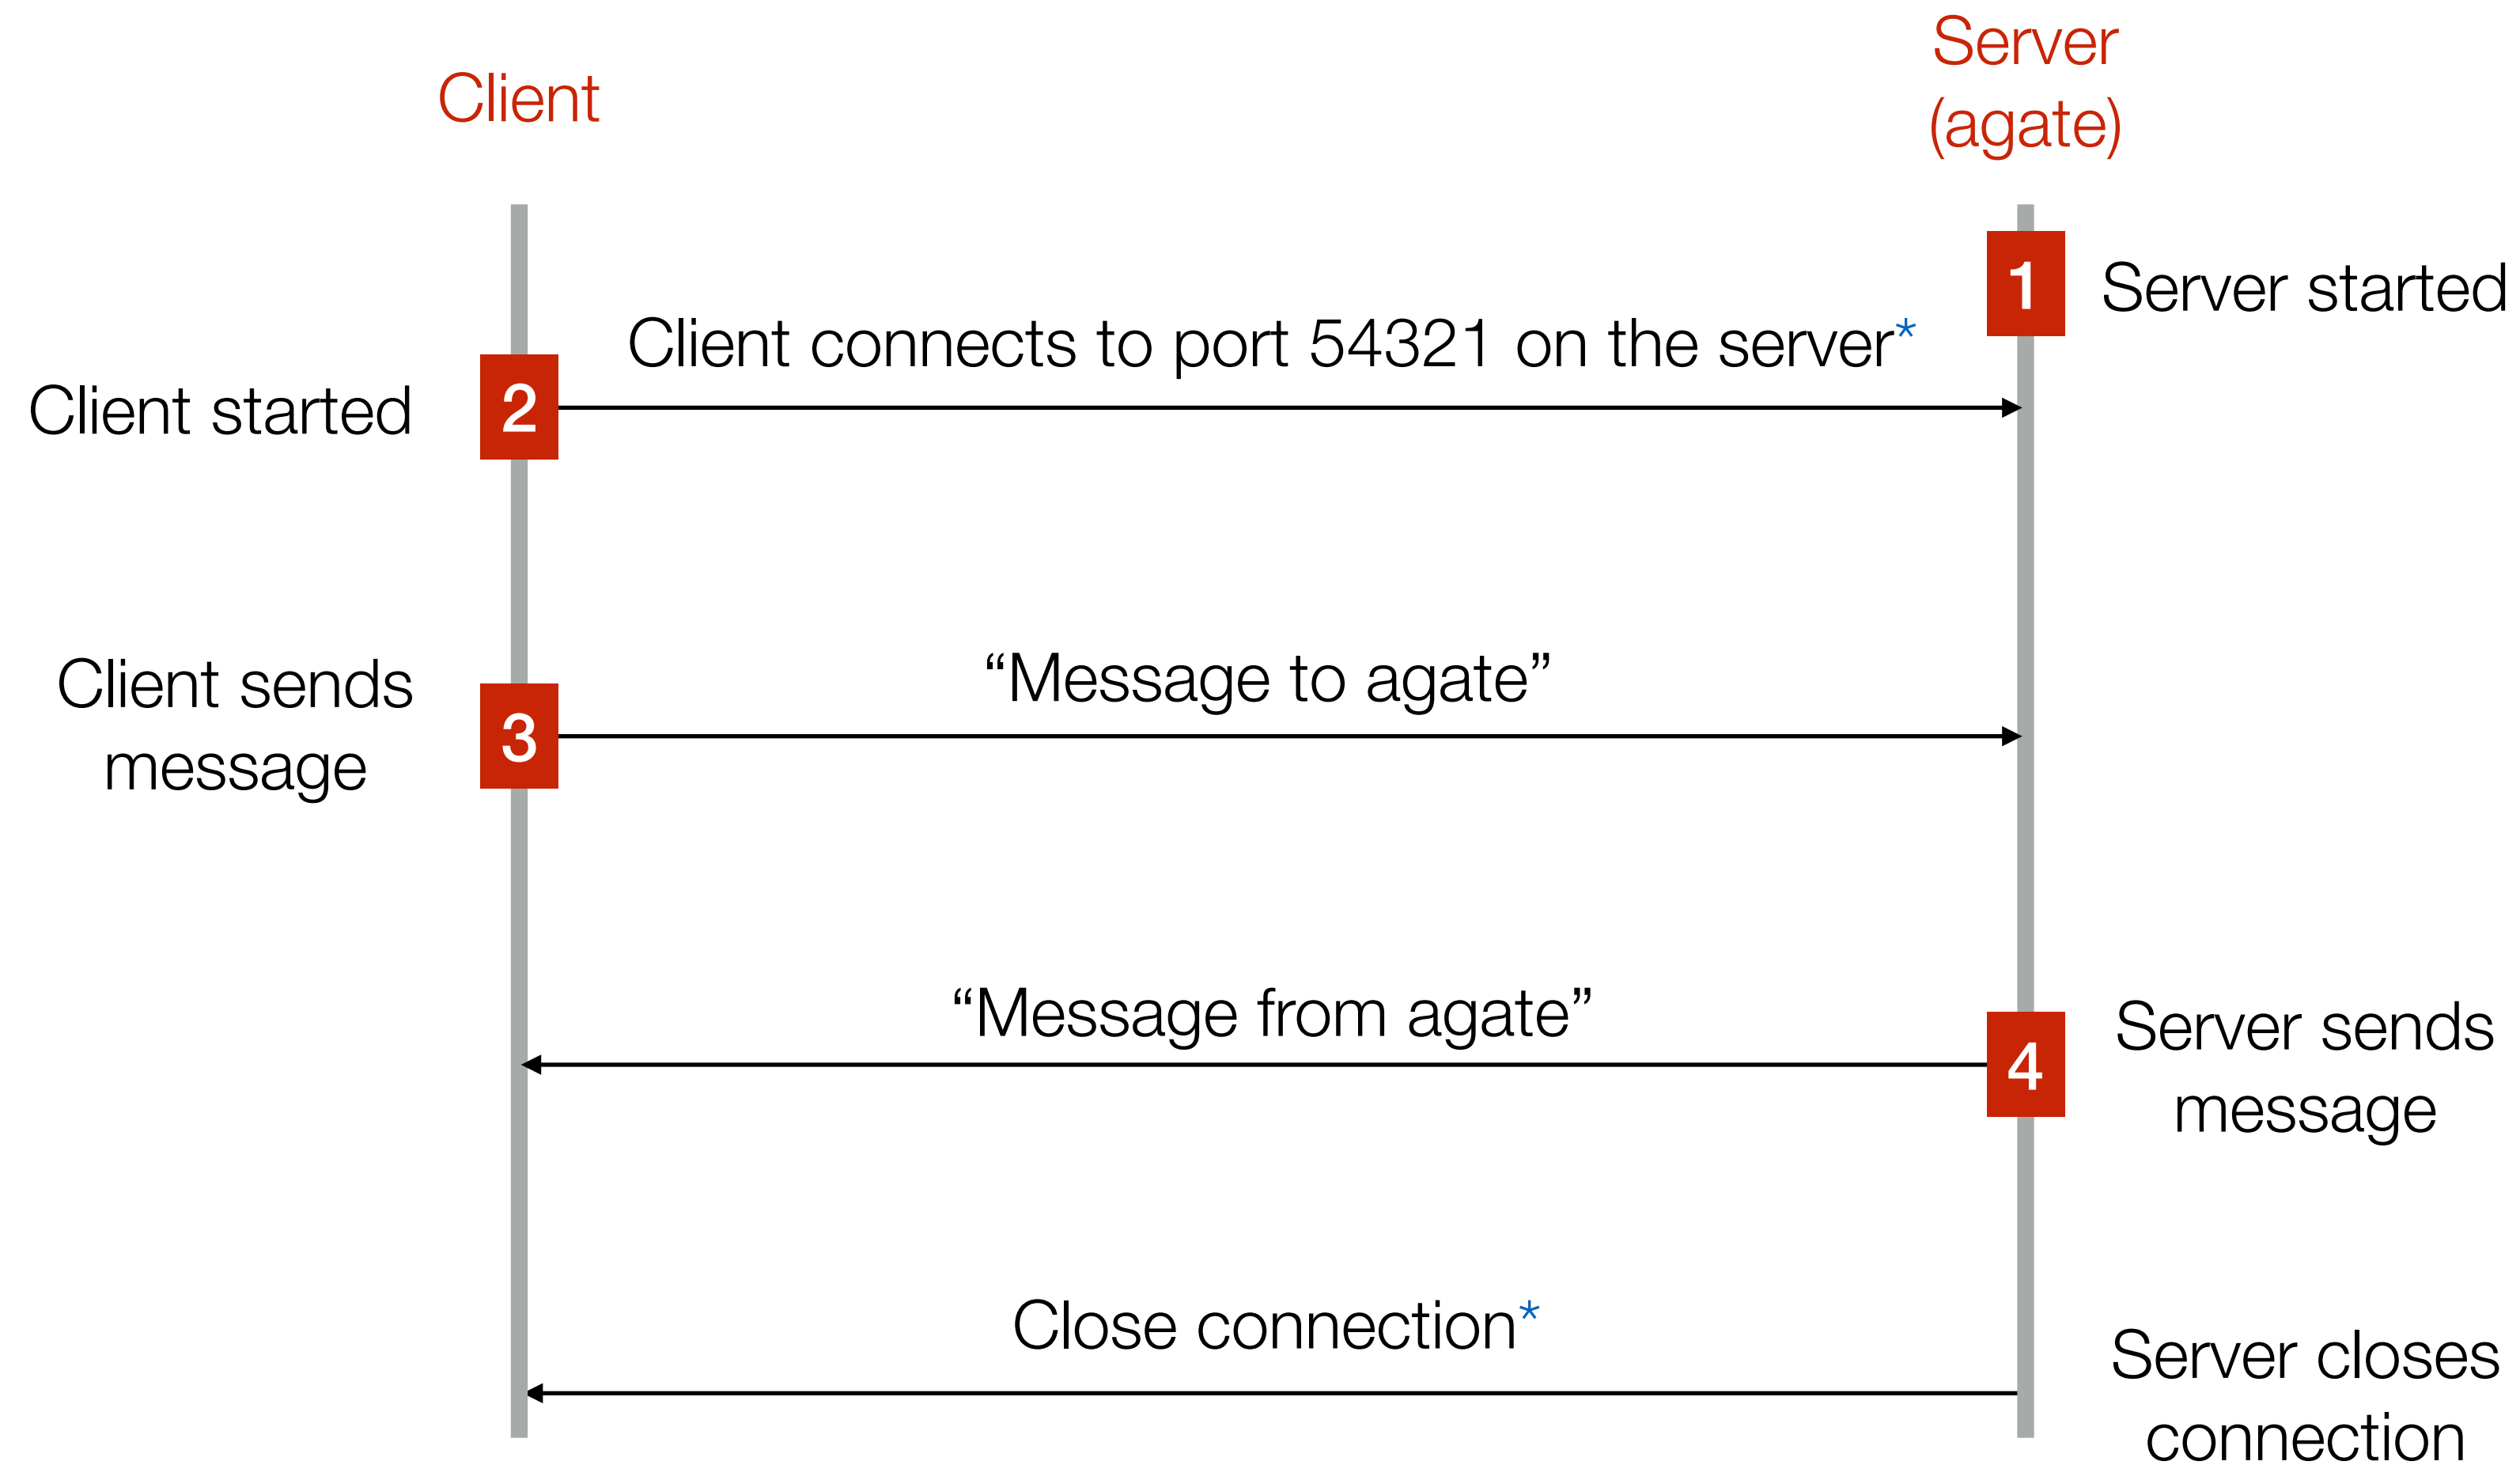 Client
Server
(agate)
1
Server started
Client connects to port 54321 on the server*
2
Client started
Client sends
message
3
“Message to agate”
“Message from agate”
4
Server sends
message
Close connection*
Server closes
connection